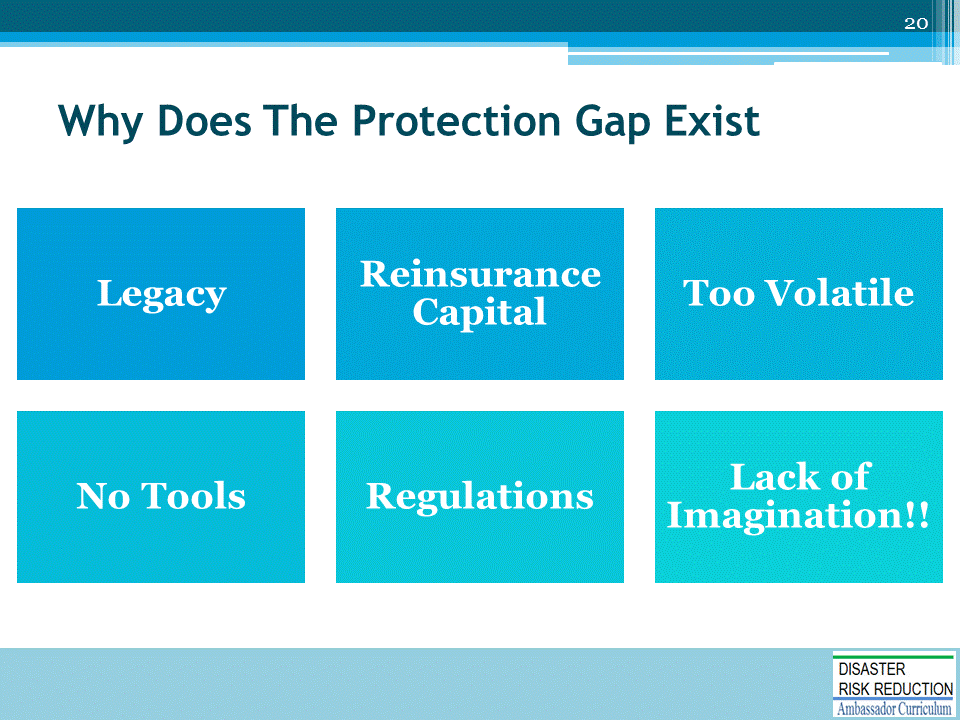 20
Why Does The Protection Gap Exist
Legacy
Reinsurance
Capital
Too Volatile
No Tools
Regulations
Lack of
Imagination!!
DISASTER
RISK REDUCTION
Ambassador Curriculum